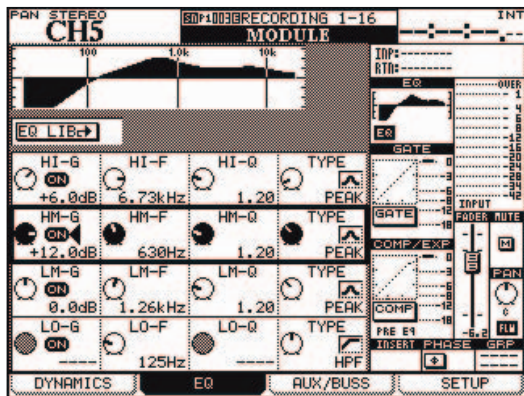 PAN STEREO
CH5
RECORDING 1-16
MODULE
INT
100 1.0k 10k
INP:--------
RTN:--------
EQ
OVER
EQ LIB
EQ
GATE
HI-G HI-F HI-Q TYPE
ON
+6.0dB 6.73kHz 1.20 PEAK
INPUT
GATE
FADER MUTE
HM-G HM-F HM-Q TYPE
ON
+12.0dB 630Hz 1.20 PEAK
M
COMP/EXP
PAN
LM-G LM-F LM-Q TYPE
ON
0.0dB 1.26kHz 1.20 PEAK
C
COMP
FLW
PRE EQ
-6.2
LO-G LO-F LO-Q TYPE
ON
---- 125Hz ---- HPF
INSERT PHASE GRP
Φ
DYNAMICS EQ AUX/BUSS SETUP